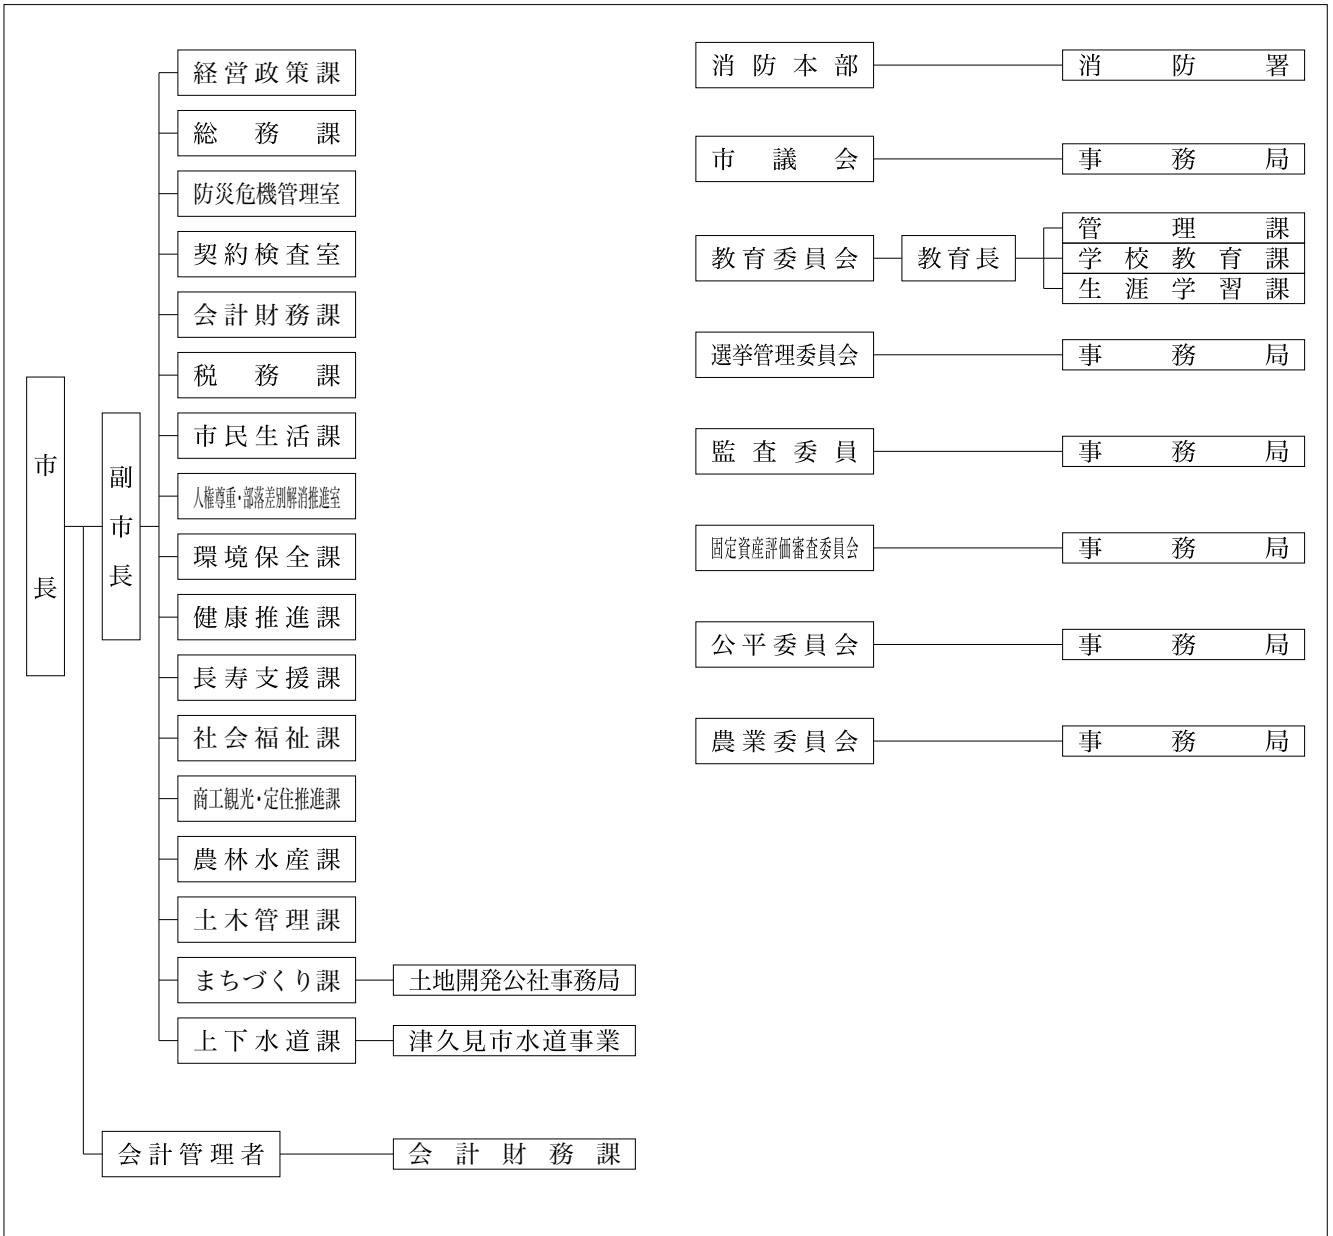 市長
副市長
経営政策課
総務課
防災危機管理室
契約検査室
会計財務課
税務課
市民生活課
人権尊重・部落差別解消推進室
環境保全課
健康推進課
長寿支援課
社会福祉課
商工観光・定住推進課
農林水産課
土木管理課
まちづくり課
土地開発公社事務局
上下水道課
津久見市水道事業
会計管理者
会計財務課
消防本部
消防署
市議会
事務局
教育委員会
教育長
管理課
学校教育課
生涯学習課
選挙管理委員会
事務局
監査委員
事務局
固定資産評価審査委員会
事務局
公平委員会
事務局
農業委員会
事務局